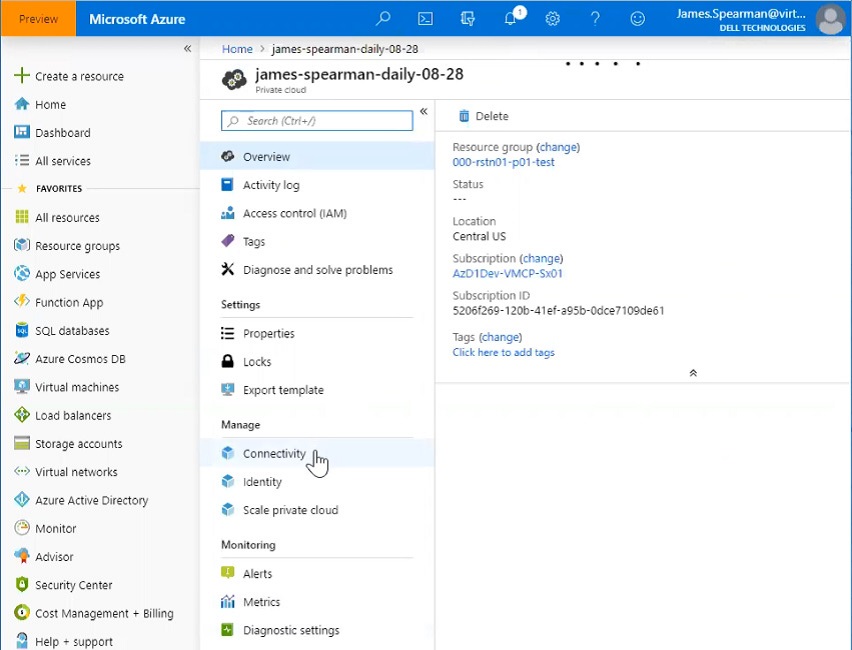 Preview
Microsoft Azure
1
James.Spearman@virt...
DELL TECHNOLOGIES
«
Create a resource
Home
Dashboard
All services
FAVORITES
All resources
Resource groups
App Services
Function App
SQL databases
Azure Cosmos DB
Virtual machines
Load balancers
Storage accounts
Virtual networks
Azure Active Directory
Monitor
Advisor
Security Center
Cost Management + Billing
Help + support
Home > james-spearman-daily-08-28
james-spearman-daily-08-28
Private cloud
Search (Ctrl+/)
«
Overview
Activity log
Access control (IAM)
Tags
Diagnose and solve problems
Settings
Properties
Locks
Export template
Manage
Connectivity
Identity
Scale private cloud
Monitoring
Alerts
Metrics
Diagnostic settings
Delete
Resource group (change)
000-rstn01-p01-test
Status
---
Location
Central US
Subscription (change)
AzD1Dev-VMCP-Sx01
Subscription ID
5206f269-120b-41ef-a95b-0dce7109de61
Tags (change)
Click here to add tags